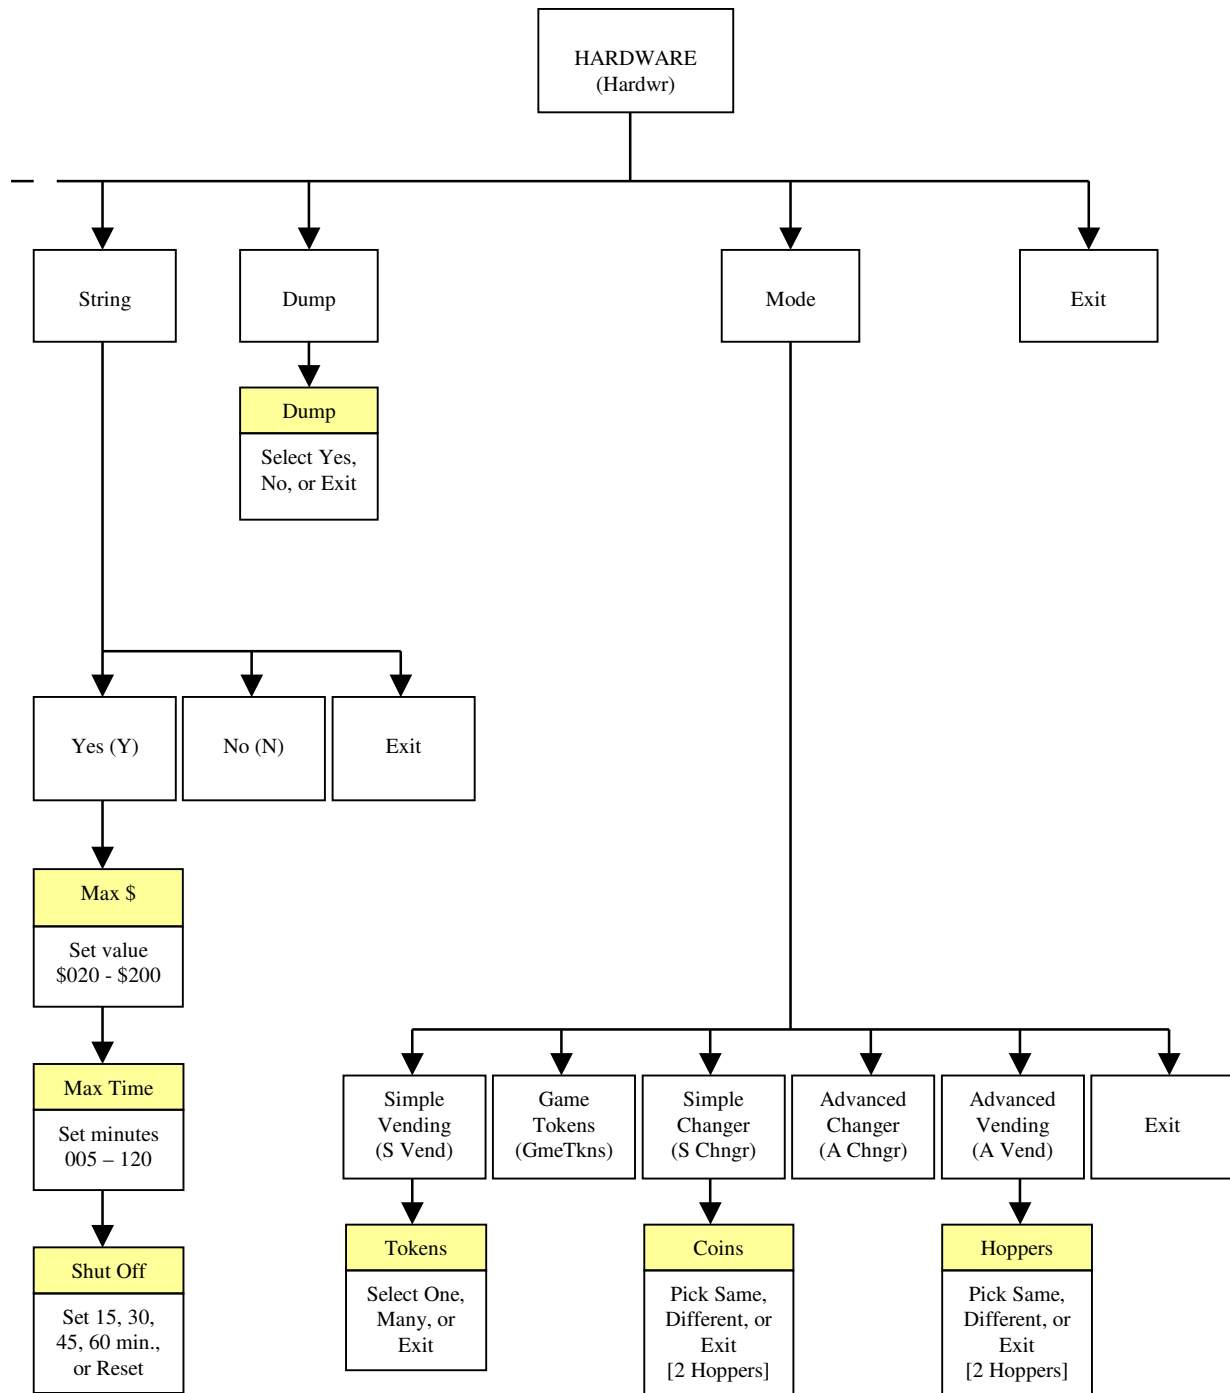 HARDWARE
(Hardwr)
String
Dump
Mode
Exit
Dump
Select Yes,
No, or Exit
Yes (Y)
No (N)
Exit
Max $
Set value
$020 - $200
Max Time
Set minutes
005 – 120
Shut Off
Set 15, 30,
45, 60 min.,
or Reset
Simple
Vending
(S Vend)
Game
Tokens
(GmeTkns)
Simple
Changer
(S Chngr)
Advanced
Changer
(A Chngr)
Advanced
Vending
(A Vend)
Exit
Tokens
Select One,
Many, or
Exit
Coins
Pick Same,
Different, or
Exit
[2 Hoppers]
Hoppers
Pick Same,
Different, or
Exit
[2 Hoppers]